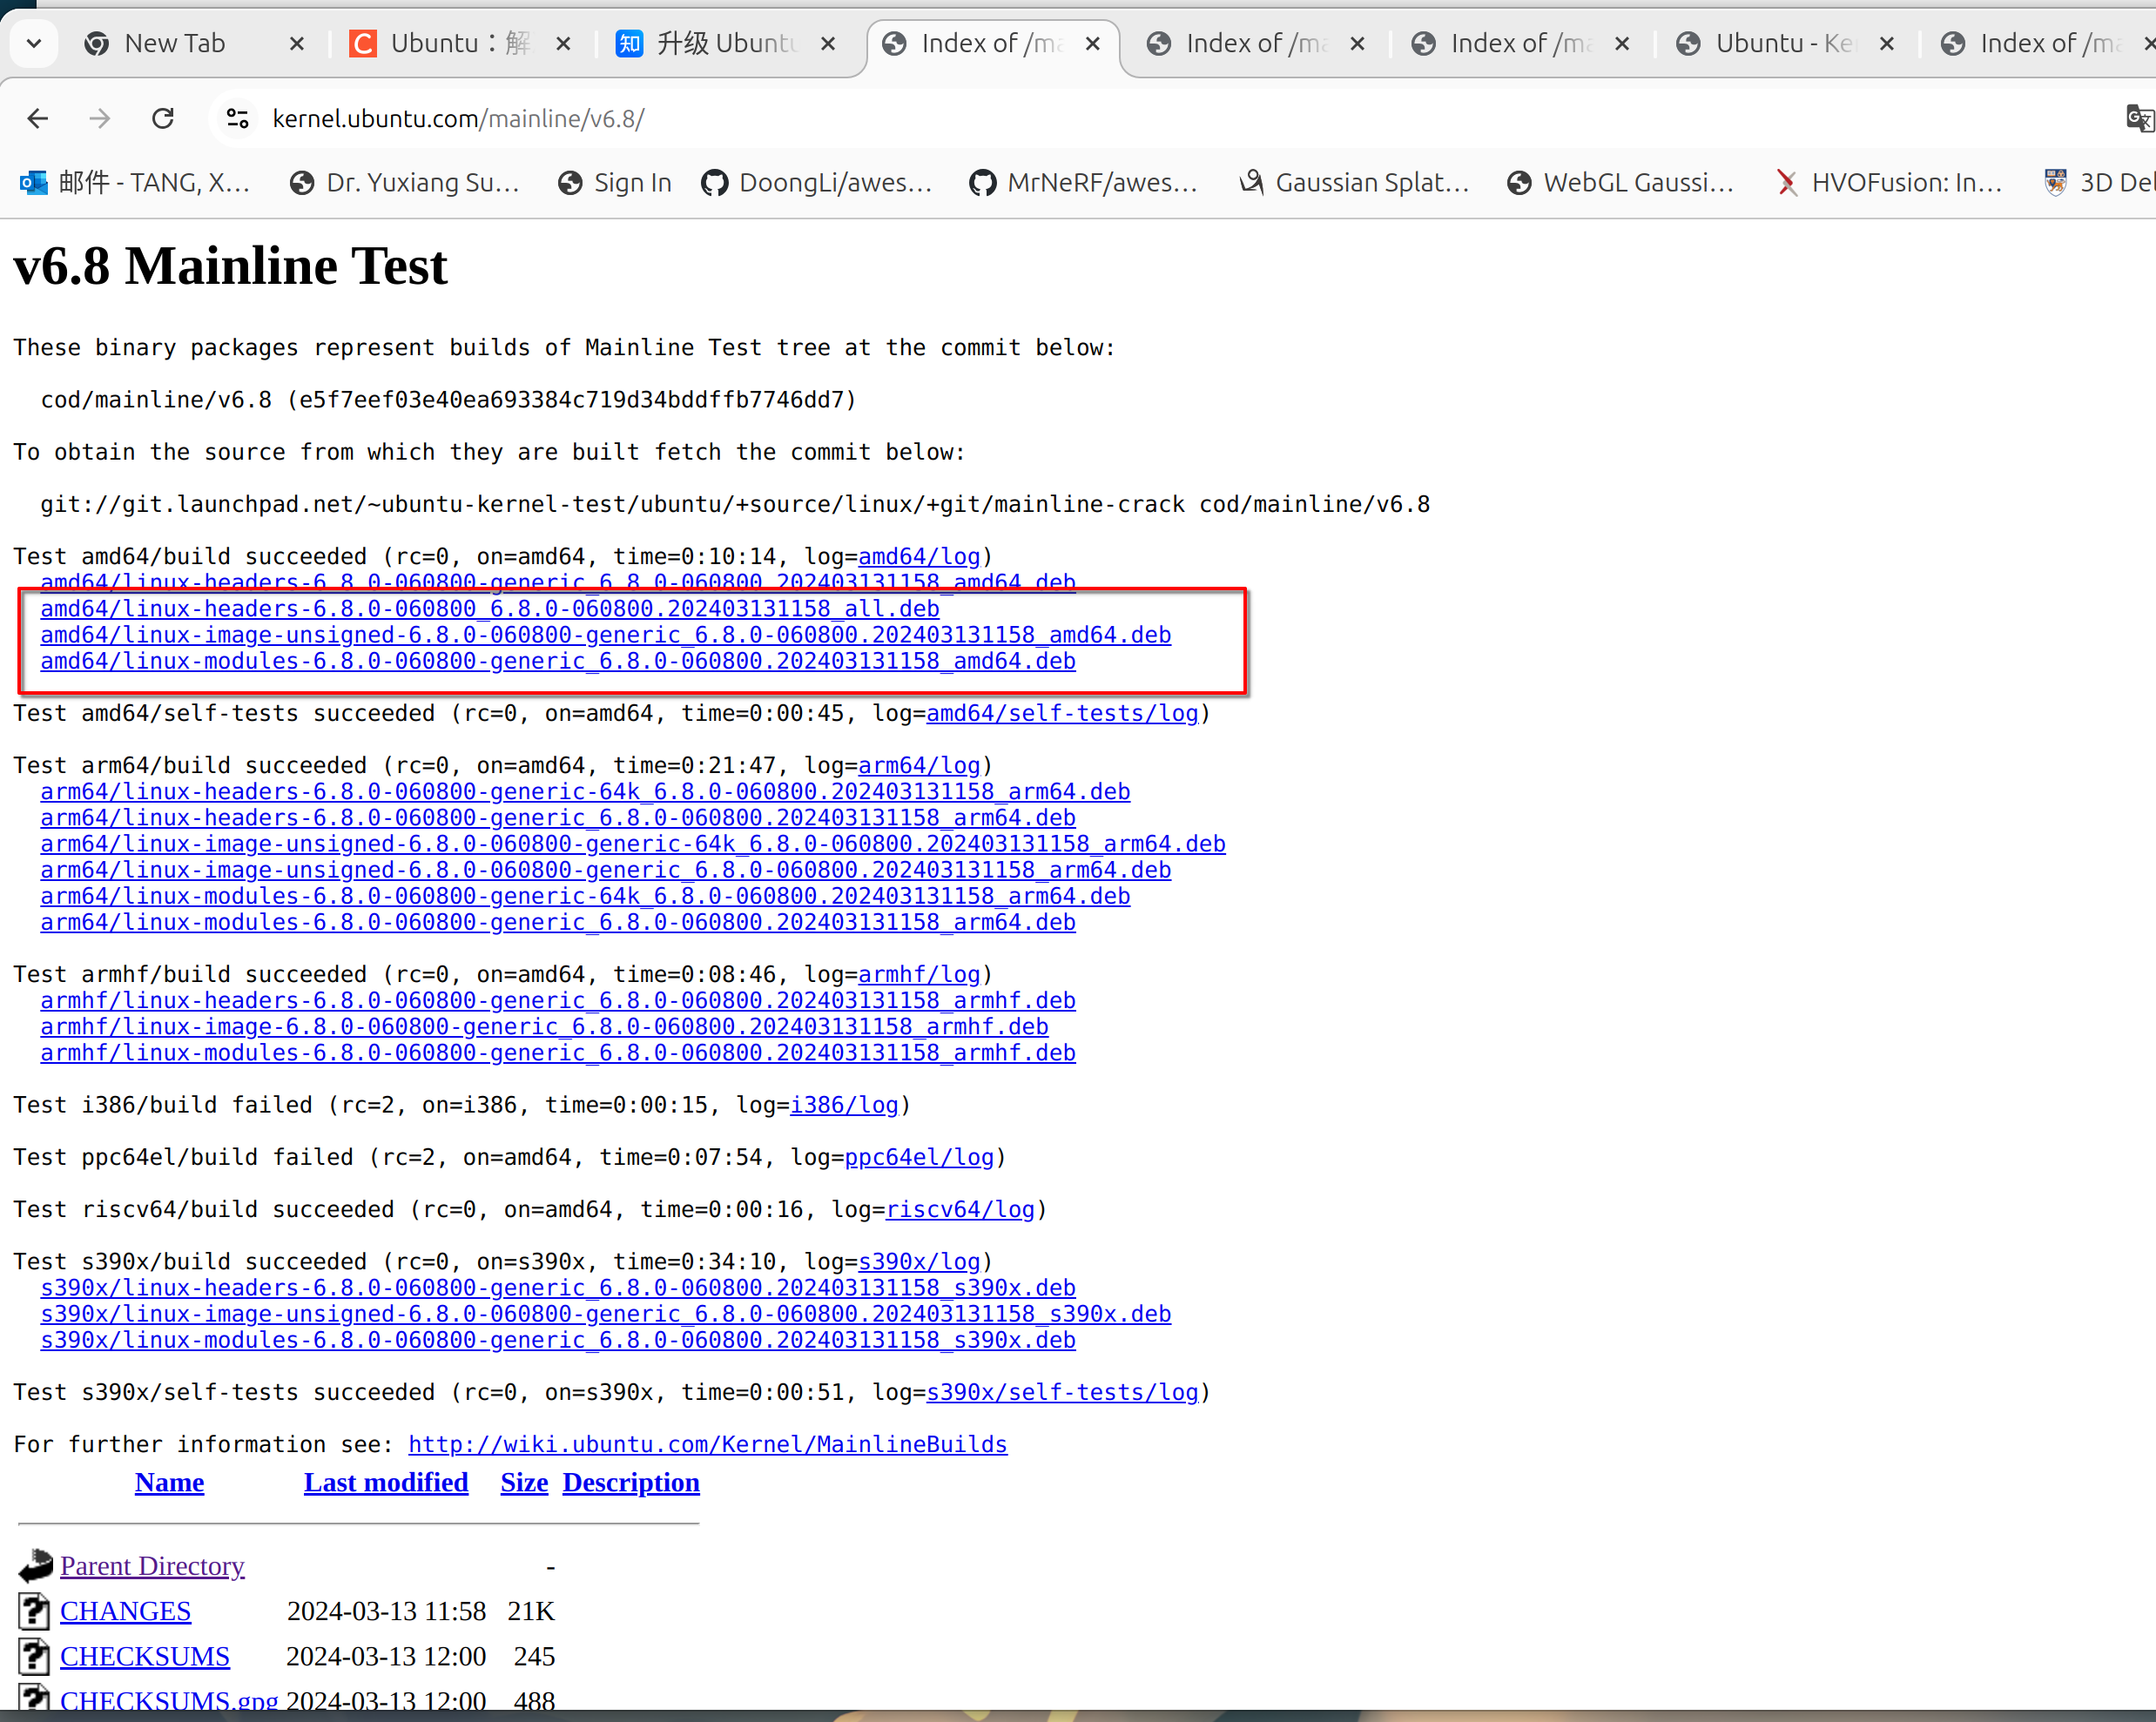 New Tab
Ubuntu：解
升级 Ubuntu
Index of /ma
Index of /ma
Index of /ma
Ubuntu - Ke
Index of /ma
kernel.ubuntu.com/mainline/v6.8/
邮件 - TANG, X...
Dr. Yuxiang Su...
Sign In
DoongLi/awes...
MrNeRF/awes...
Gaussian Splat...
WebGL Gaussi...
HVOFusion: In...
3D De
v6.8 Mainline Test
These binary packages represent builds of Mainline Test tree at the commit below:
cod/mainline/v6.8 (e5f7eef03e40ea693384c719d34bddffb7746dd7)
To obtain the source from which they are built fetch the commit below:
git://git.launchpad.net/~ubuntu-kernel-test/ubuntu/+source/linux/+git/mainline-crack cod/mainline/v6.8
Test amd64/build succeeded (rc=0, on=amd64, time=0:10:14, log=amd64/log)
amd64/linux-headers-6.8.0-060800-generic_6.8.0-060800.202403131158_amd64.deb
amd64/linux-headers-6.8.0-060800_6.8.0-060800.202403131158_all.deb
amd64/linux-image-unsigned-6.8.0-060800-generic_6.8.0-060800.202403131158_amd64.deb
amd64/linux-modules-6.8.0-060800-generic_6.8.0-060800.202403131158_amd64.deb
Test amd64/self-tests succeeded (rc=0, on=amd64, time=0:00:45, log=amd64/self-tests/log)
Test arm64/build succeeded (rc=0, on=amd64, time=0:21:47, log=arm64/log)
arm64/linux-headers-6.8.0-060800-generic-64k_6.8.0-060800.202403131158_arm64.deb
arm64/linux-headers-6.8.0-060800-generic_6.8.0-060800.202403131158_arm64.deb
arm64/linux-image-unsigned-6.8.0-060800-generic-64k_6.8.0-060800.202403131158_arm64.deb
arm64/linux-image-unsigned-6.8.0-060800-generic_6.8.0-060800.202403131158_arm64.deb
arm64/linux-modules-6.8.0-060800-generic-64k_6.8.0-060800.202403131158_arm64.deb
arm64/linux-modules-6.8.0-060800-generic_6.8.0-060800.202403131158_arm64.deb
Test armhf/build succeeded (rc=0, on=amd64, time=0:08:46, log=armhf/log)
armhf/linux-headers-6.8.0-060800-generic_6.8.0-060800.202403131158_armhf.deb
armhf/linux-image-6.8.0-060800-generic_6.8.0-060800.202403131158_armhf.deb
armhf/linux-modules-6.8.0-060800-generic_6.8.0-060800.202403131158_armhf.deb
Test i386/build failed (rc=2, on=i386, time=0:00:15, log=i386/log)
Test ppc64el/build failed (rc=2, on=amd64, time=0:07:54, log=ppc64el/log)
Test riscv64/build succeeded (rc=0, on=amd64, time=0:00:16, log=riscv64/log)
Test s390x/build succeeded (rc=0, on=s390x, time=0:34:10, log=s390x/log)
s390x/linux-headers-6.8.0-060800-generic_6.8.0-060800.202403131158_s390x.deb
s390x/linux-image-unsigned-6.8.0-060800-generic_6.8.0-060800.202403131158_s390x.deb
s390x/linux-modules-6.8.0-060800-generic_6.8.0-060800.202403131158_s390x.deb
Test s390x/self-tests succeeded (rc=0, on=s390x, time=0:00:51, log=s390x/self-tests/log)
For further information see: http://wiki.ubuntu.com/Kernel/MainlineBuilds
Name Last modified Size Description
Parent Directory -
CHANGES 2024-03-13 11:58 21K
CHECKSUMS 2024-03-13 12:00 245
CHECKSUMS.gpg 2024-03-13 12:00 488